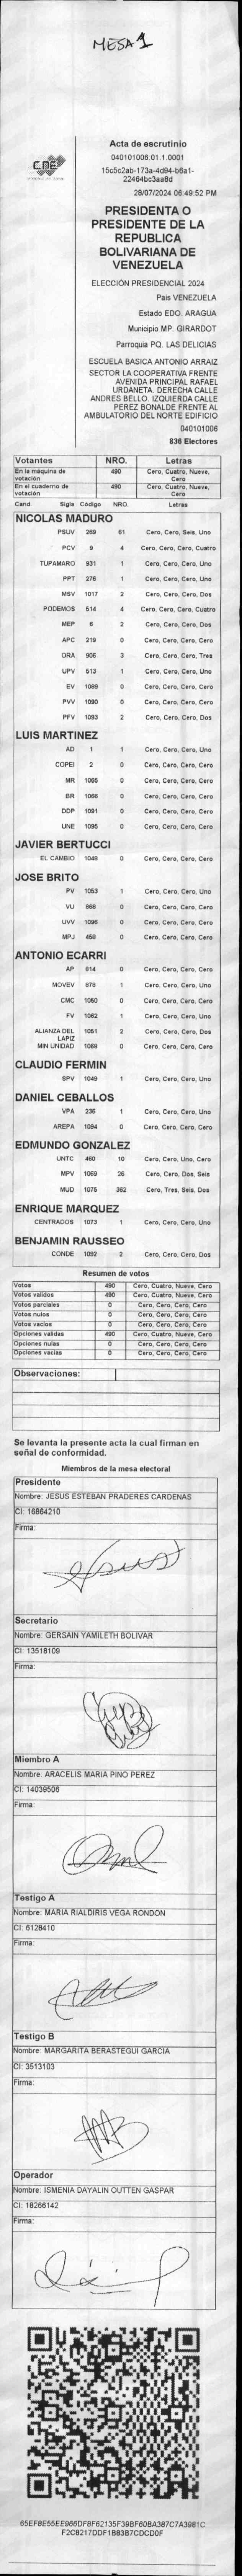 MESA 1
CNE
Acta de escrutinio
040101006.01.1.0001
15c5c2ab-173a-4d94-b6a1-
22464bc3aa8d
28/07/2024 06:49:52 PM
PRESIDENTA O
PRESIDENTE DE LA
REPUBLICA
BOLIVARIANA DE
VENEZUELA
ELECCIÓN PRESIDENCIAL 2024
Pais VENEZUELA
Estado EDO. ARAGUA
Municipio MP. GIRARDOT
Parroquia PQ. LAS DELICIAS
ESCUELA BASICA ANTONIO ARRAIZ
SECTOR LA COOPERATIVA FRENTE
AVENIDA PRINCIPAL RAFAEL
URDANETA. DERECHA CALLE
ANDRES BELLO. IZQUIERDA CALLE
PEREZ BONALDE FRENTE AL
AMBULATORIO DEL NORTE EDIFICIO
040101006
836 Electores
Votantes NRO. Letras
En la máquina de votación 490 Cero, Cuatro, Nueve, Cero
En el cuaderno de votación 490 Cero, Cuatro, Nueve, Cero
Cand. Sigla Código NRO. Letras
NICOLAS MADURO
PSUV 269 61 Cero, Cero, Seis, Uno
PCV 9 4 Cero, Cero, Cero, Cuatro
TUPAMARO 931 1 Cero, Cero, Cero, Uno
PPT 276 1 Cero, Cero, Cero, Uno
MSV 1017 2 Cero, Cero, Cero, Dos
PODEMOS 514 4 Cero, Cero, Cero, Cuatro
MEP 6 2 Cero, Cero, Cero, Dos
APC 219 0 Cero, Cero, Cero, Cero
ORA 906 3 Cero, Cero, Cero, Tres
UPV 513 1 Cero, Cero, Cero, Uno
EV 1089 0 Cero, Cero, Cero, Cero
PVV 1090 0 Cero, Cero, Cero, Cero
PFV 1093 2 Cero, Cero, Cero, Dos
LUIS MARTINEZ
AD 1 1 Cero, Cero, Cero, Uno
COPEI 2 0 Cero, Cero, Cero, Cero
MR 1065 0 Cero, Cero, Cero, Cero
BR 1066 0 Cero, Cero, Cero, Cero
DDP 1091 0 Cero, Cero, Cero, Cero
UNE 1095 0 Cero, Cero, Cero, Cero
JAVIER BERTUCCI
EL CAMBIO 1048 0 Cero, Cero, Cero, Cero
JOSE BRITO
PV 1053 1 Cero, Cero, Cero, Uno
VU 868 0 Cero, Cero, Cero, Cero
UVV 1096 0 Cero, Cero, Cero, Cero
MPJ 458 0 Cero, Cero, Cero, Cero
ANTONIO ECARRI
AP 814 0 Cero, Cero, Cero, Cero
MOVEV 879 1 Cero, Cero, Cero, Uno
CMC 1050 0 Cero, Cero, Cero, Cero
FV 1062 1 Cero, Cero, Cero, Uno
ALIANZA DEL LAPIZ 1051 2 Cero, Cero, Cero, Dos
MIN UNIDAD 1058 0 Cero, Cero, Cero, Cero
CLAUDIO FERMIN
SPV 1049 1 Cero, Cero, Cero, Uno
DANIEL CEBALLOS
VPA 236 1 Cero, Cero, Cero, Uno
AREPA 1094 0 Cero, Cero, Cero, Cero
EDMUNDO GONZALEZ
UNTC 460 10 Cero, Cero, Uno, Cero
MPV 1069 26 Cero, Cero, Dos, Seis
MUD 1075 362 Cero, Tres, Seis, Dos
ENRIQUE MARQUEZ
CENTRADOS 1073 1 Cero, Cero, Cero, Uno
BENJAMIN RAUSSEO
CONDE 1092 2 Cero, Cero, Cero, Dos
Resumen de votos
Votos 490 Cero, Cuatro, Nueve, Cero
Votos validos 490 Cero, Cuatro, Nueve, Cero
Votos parciales 0 Cero, Cero, Cero, Cero
Votos nulos 0 Cero, Cero, Cero, Cero
Votos vacios 0 Cero, Cero, Cero, Cero
Opciones validas 490 Cero, Cuatro, Nueve, Cero
Opciones nulas 0 Cero, Cero, Cero, Cero
Opciones vacias 0 Cero, Cero, Cero, Cero
Observaciones:
Se levanta la presente acta la cual firman en
señal de conformidad.
Miembros de la mesa electoral
Presidente
Nombre: JESUS ESTEBAN PRADERES CARDENAS
CI: 16864210
Firma:
Secretario
Nombre: GERSAIN YAMILETH BOLIVAR
CI: 13518109
Firma:
Miembro A
Nombre: ARACELIS MARIA PINO PEREZ
CI: 14039506
Firma:
Testigo A
Nombre: MARIA RIALDIRIS VEGA RONDON
CI: 6128410
Firma:
Testigo B
Nombre: MARGARITA BERASTEGUI GARCIA
CI: 3513103
Firma:
Operador
Nombre: ISMENIA DAYALIN OUTTEN GASPAR
CI: 18266142
Firma:
65EF8E55EE966DF8F62135F39BF60BA387C7A3981C
F2C8217DDF1B83B7CDCD0F